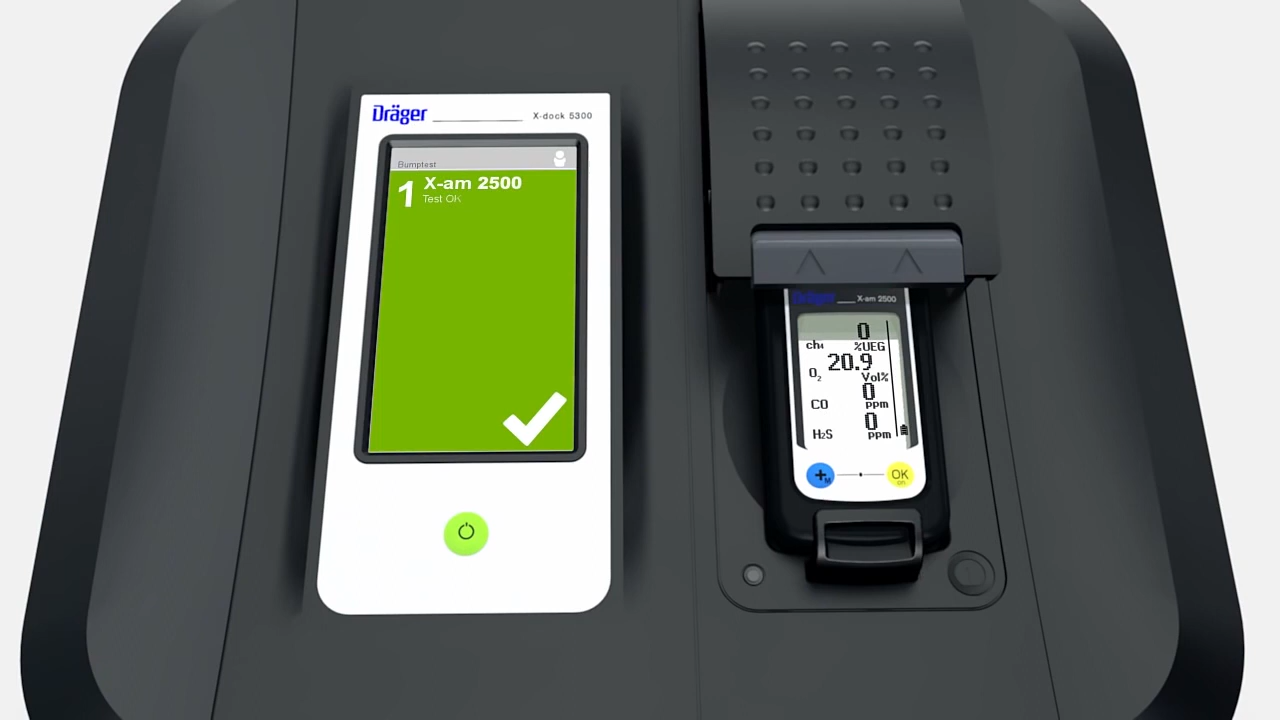 Dräger
X-dock 5300
Bumptest
1 X-am 2500
Test OK
Dräger
X-am 2500
0
ch₄ %UEG
20.9
O₂ Vol%
0
CO ppm
0
H₂S ppm
+M
OK
on